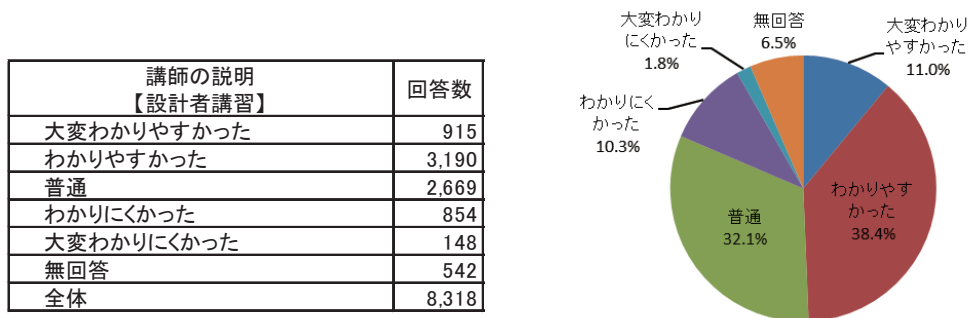 講師の説明
【設計者講習】 回答数
大変わかりやすかった 915
わかりやすかった 3,190
普通 2,669
わかりにくかった 854
大変わかりにくかった 148
無回答 542
全体 8,318
大変わかり
にくかった
1.8%
無回答
6.5%
大変わかり
やすかった
11.0%
わかりにく
かった
10.3%
わかりやす
かった
38.4%
普通
32.1%